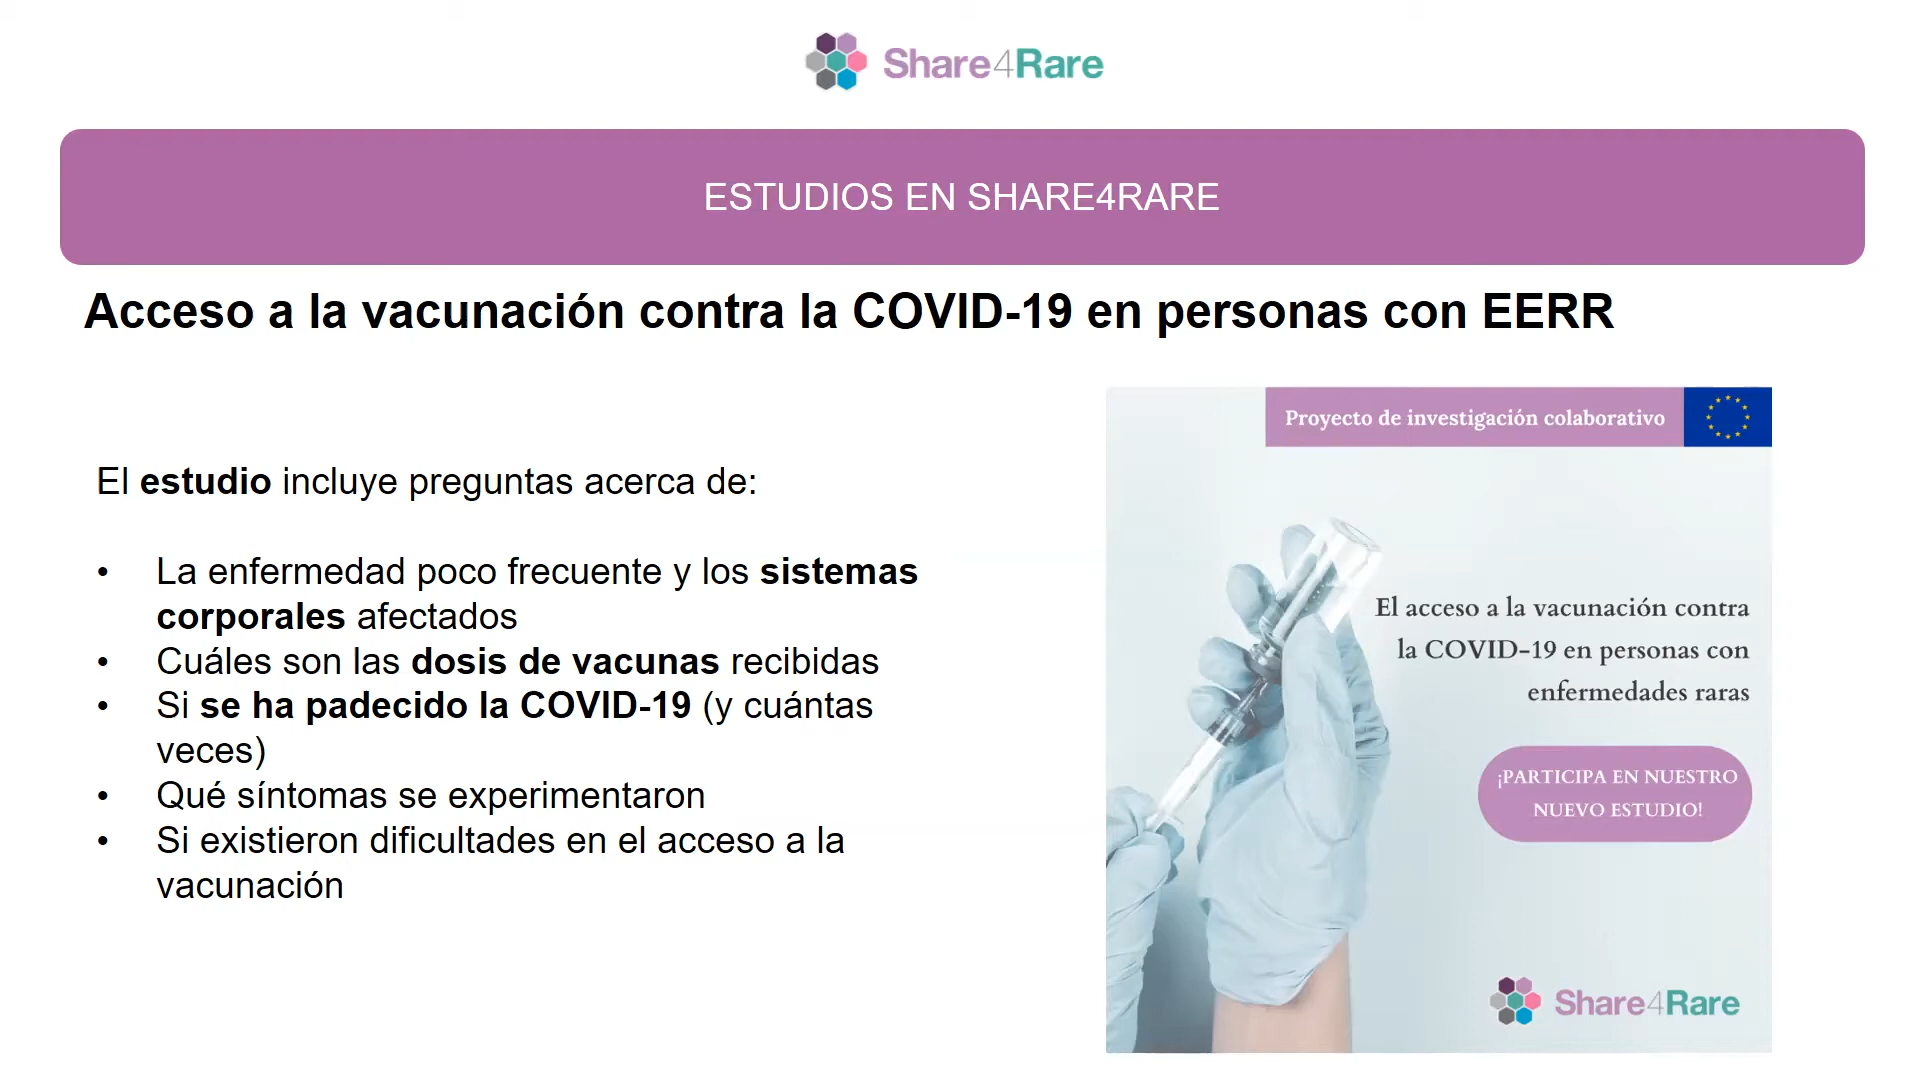 Share4Rare
ESTUDIOS EN SHARE4RARE
Acceso a la vacunación contra la COVID-19 en personas con EERR
El estudio incluye preguntas acerca de:
• La enfermedad poco frecuente y los sistemas
corporales afectados
• Cuáles son las dosis de vacunas recibidas
• Si se ha padecido la COVID-19 (y cuántas
veces)
• Qué síntomas se experimentaron
• Si existieron dificultades en el acceso a la
vacunación
Proyecto de investigación colaborativo
El acceso a la vacunación contra
la COVID-19 en personas con
enfermedades raras
¡PARTICIPA EN NUESTRO
NUEVO ESTUDIO!
Share4Rare